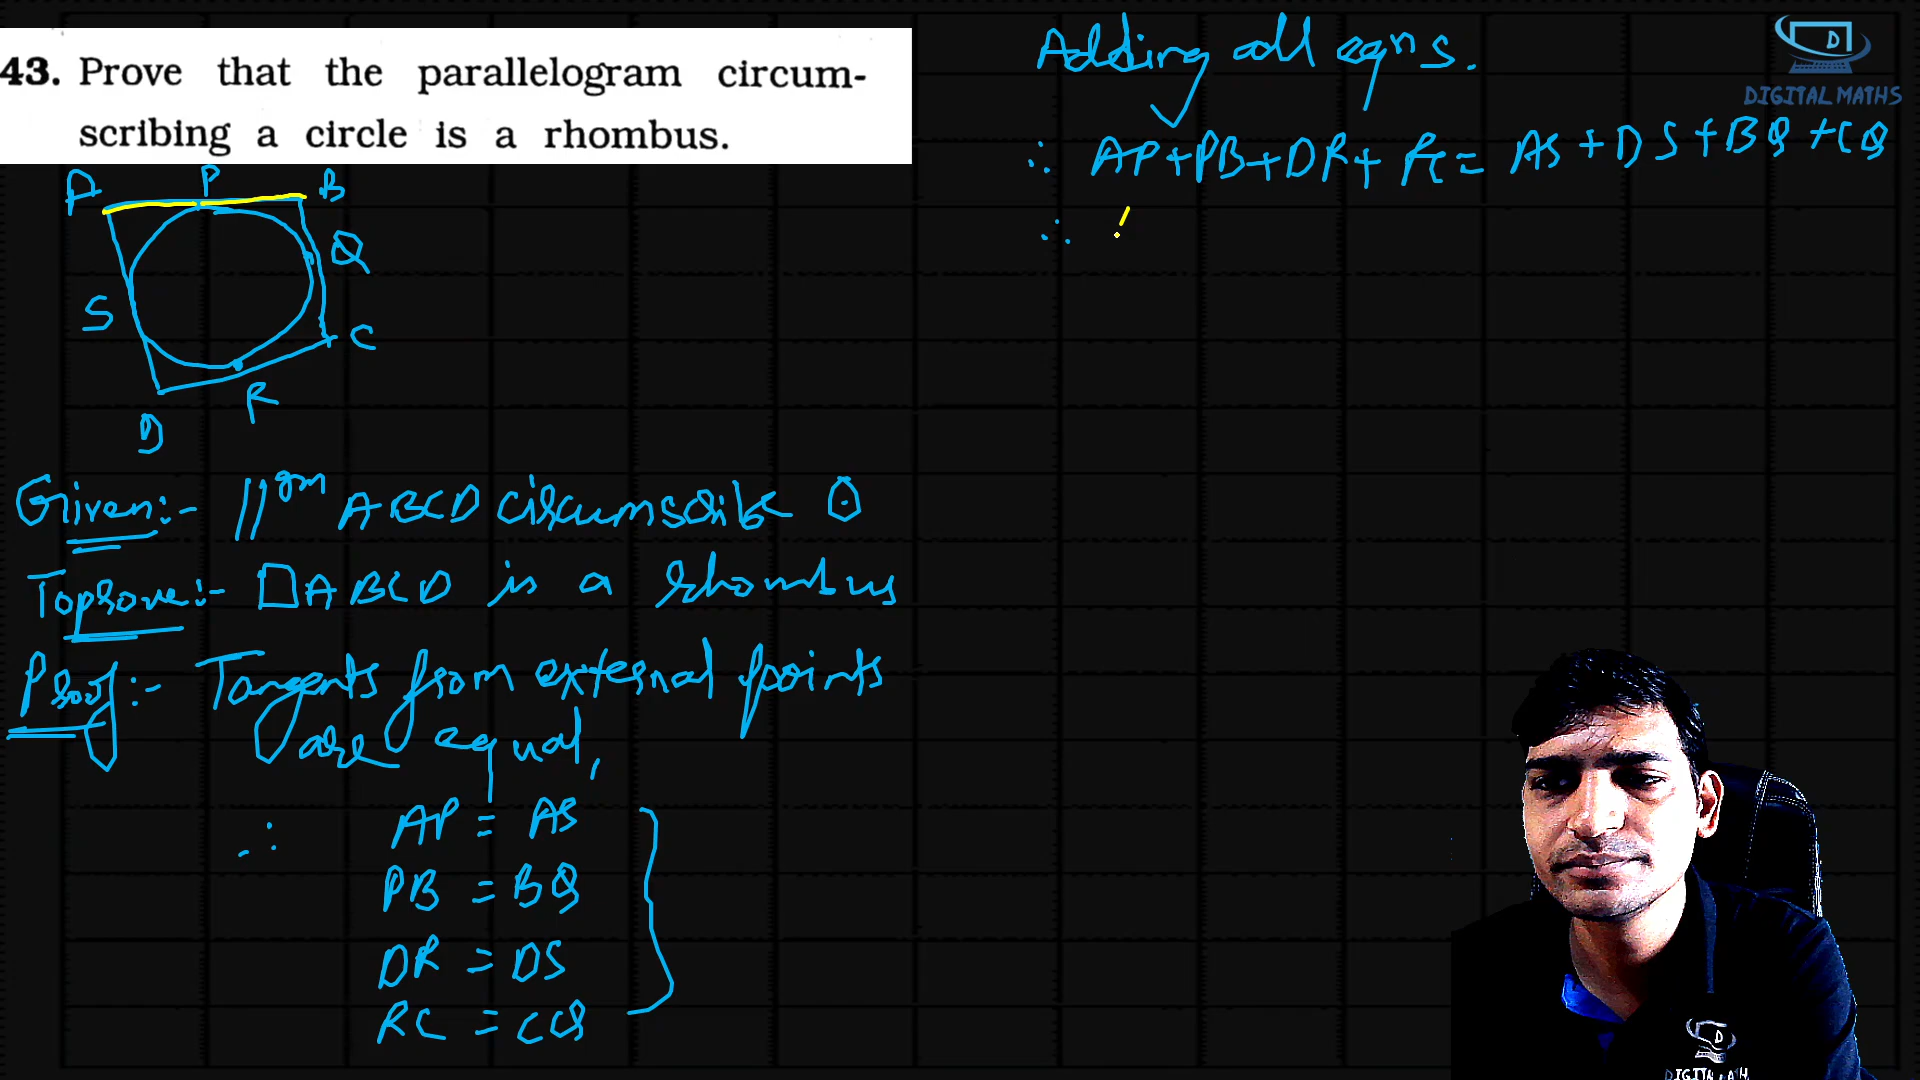 43. Prove that the parallelogram circum-
scribing a circle is a rhombus.
A P B
Q
S
C
R
D
Given:- ||gm ABCD circumscribe ⊙
To prove:- □ABCD is a rhombus
Proof:- Tangents from external points
are equal,
∴ AP = AS
PB = BQ
DR = DS
RC = CQ
Adding all eqns.
∴ AP+PB+DR+RC= AS+DS+BQ+CQ
∴
D
DIGITAL MATHS
D